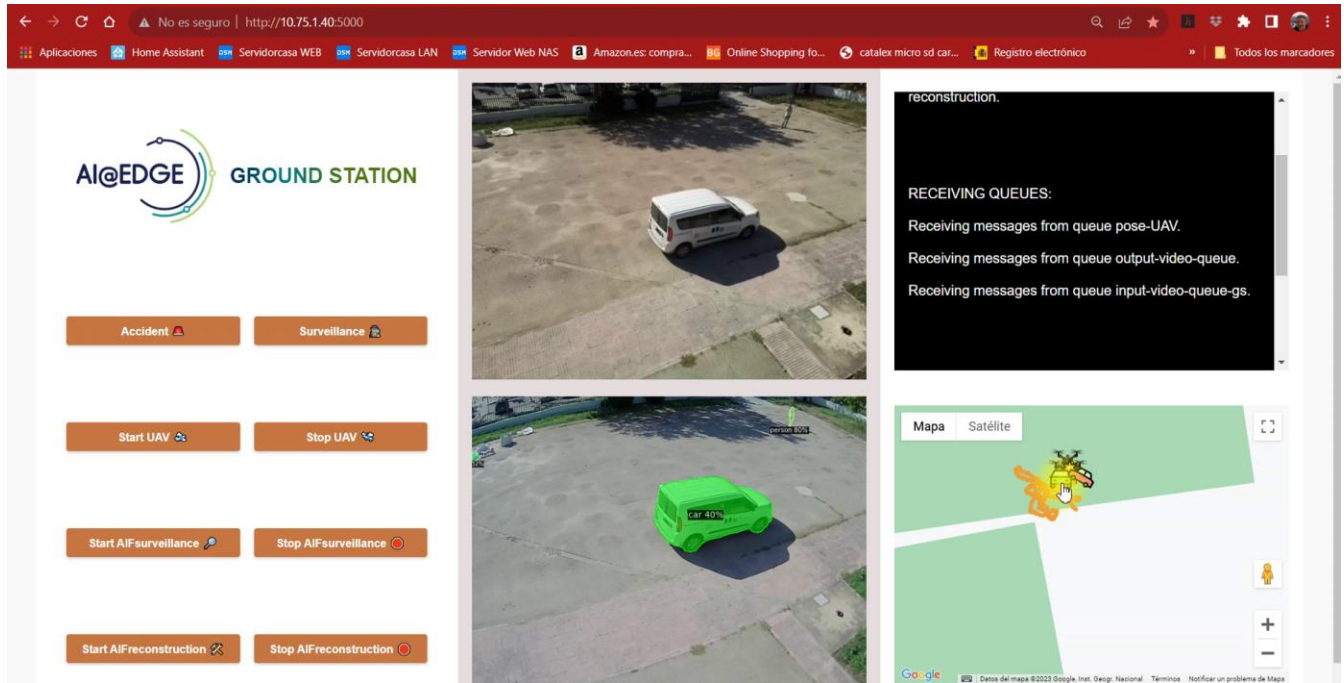 No es seguro | http://10.75.1.40:5000
Aplicaciones Home Assistant Servidorcasa WEB Servidorcasa LAN Servidor Web NAS Amazon.es: compra... Online Shopping fo... catalex micro sd car... Registro electrónico » Todos los marcadores
AI@EDGE
GROUND STATION
Accident
Surveillance
Start UAV
Stop UAV
Start AIFsurveillance
Stop AIFsurveillance
Start AIFreconstruction
Stop AIFreconstruction
person 80%
car 40%
reconstruction.
RECEIVING QUEUES:
Receiving messages from queue pose-UAV.
Receiving messages from queue output-video-queue.
Receiving messages from queue input-video-queue-gs.
Mapa Satélite
Google
Datos del mapa ©2023 Google, Inst. Geogr. Nacional Términos Notificar un problema de Maps